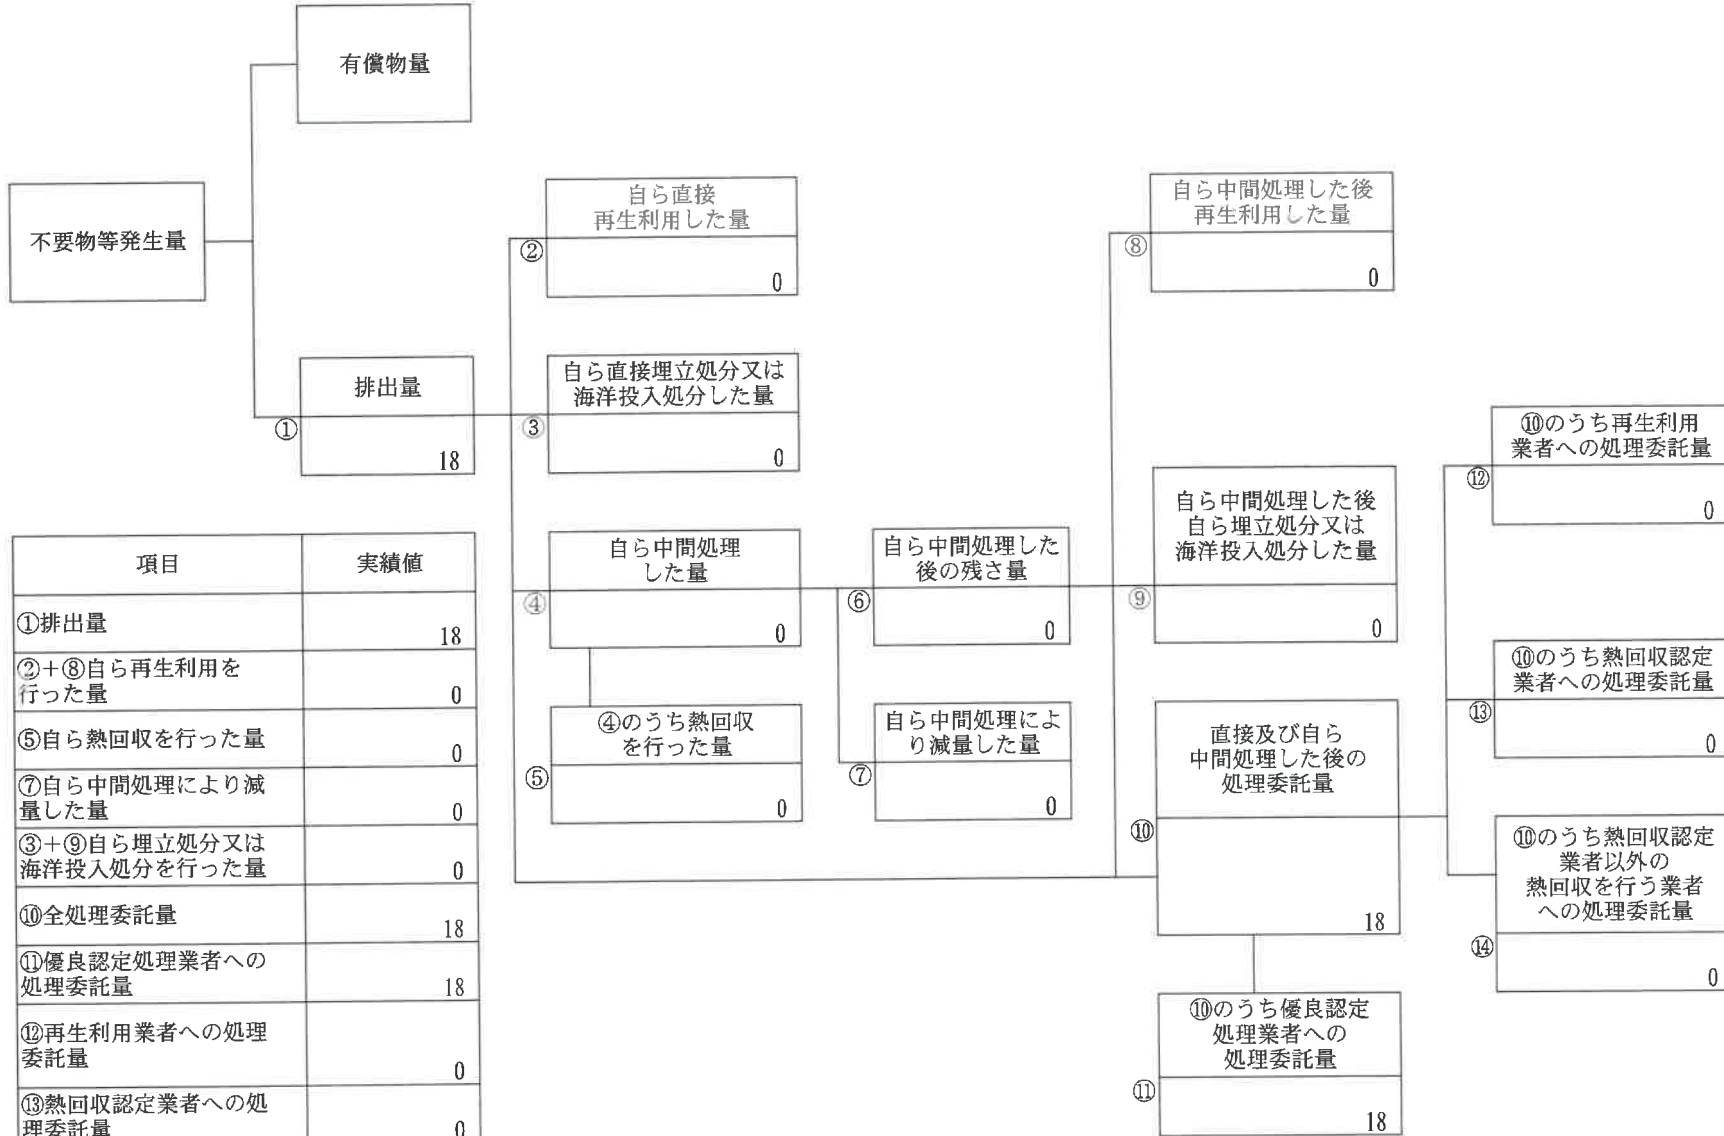 有償物量
不要物等発生量
排出量
①
18
自ら直接
再生利用した量
②
0
自ら直接埋立処分又は
海洋投入処分した量
③
0
自ら中間処理
した量
④
0
④のうち熱回収
を行った量
⑤
0
自ら中間処理した
後の残さ量
⑥
0
自ら中間処理によ
り減量した量
⑦
0
自ら中間処理した後
再生利用した量
⑧
0
自ら中間処理した後
自ら埋立処分又は
海洋投入処分した量
⑨
0
直接及び自ら
中間処理した後の
処理委託量
⑩
18
⑩のうち優良認定
処理業者への
処理委託量
⑪
18
⑩のうち再生利用
業者への処理委託量
⑫
0
⑩のうち熱回収認定
業者への処理委託量
⑬
0
⑩のうち熱回収認定
業者以外の
熱回収を行う業者
への処理委託量
⑭
0
項目 実績値
①排出量
18
②+⑧自ら再生利用を
行った量
0
⑤自ら熱回収を行った量
0
⑦自ら中間処理により減
量した量
0
③+⑨自ら埋立処分又は
海洋投入処分を行った量
0
⑩全処理委託量
18
⑪優良認定処理業者への
処理委託量
18
⑫再生利用業者への処理
委託量
0
⑬熱回収認定業者への処
理委託量
0